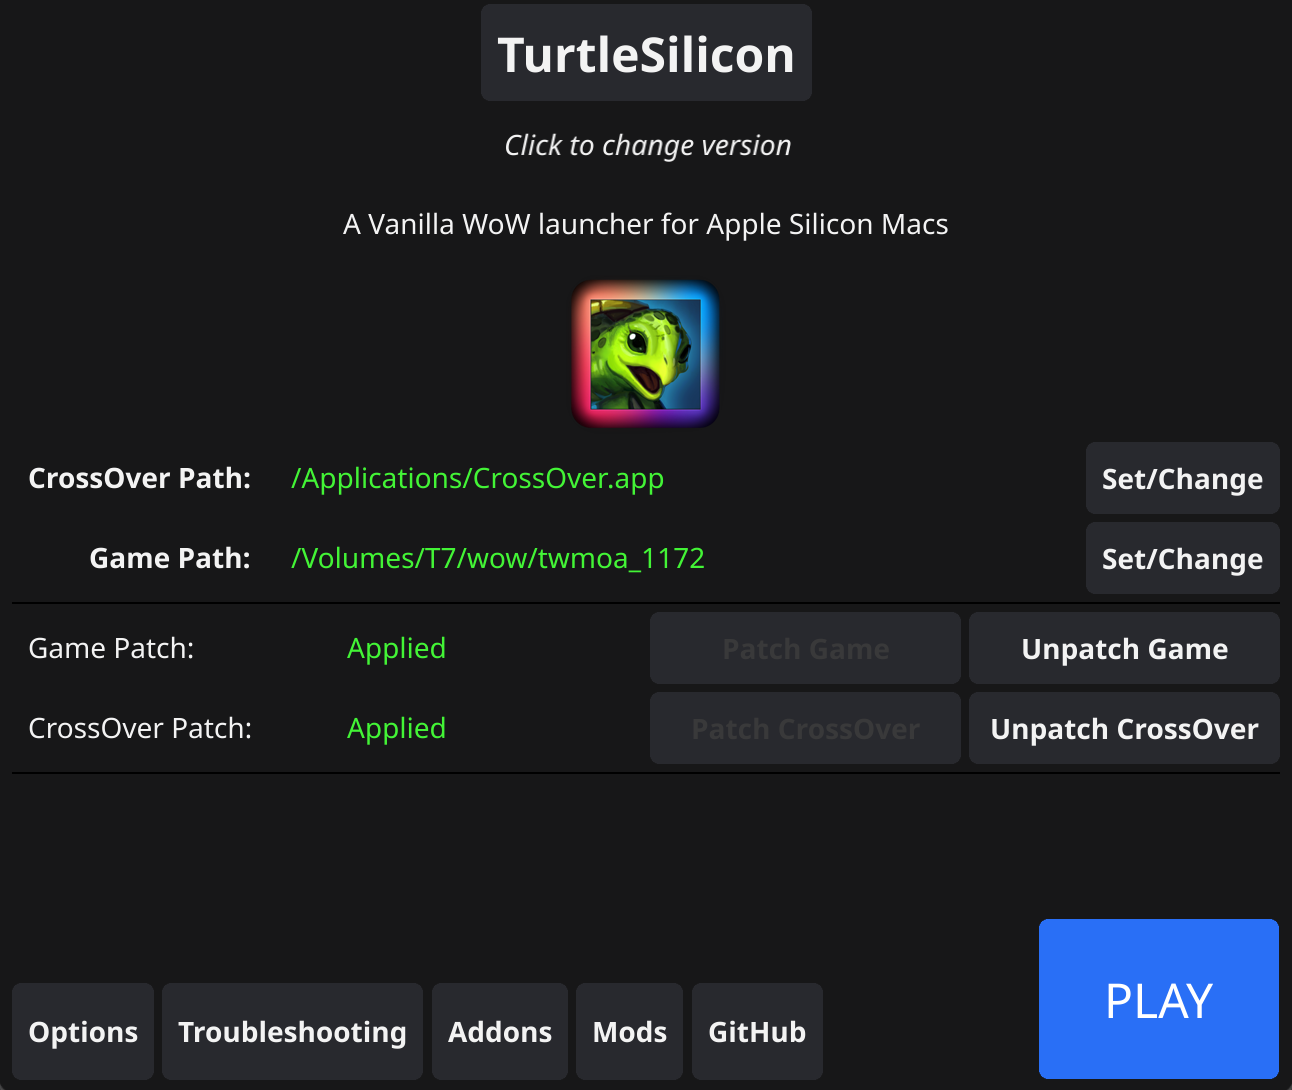 TurtleSilicon
Click to change version
A Vanilla WoW launcher for Apple Silicon Macs
CrossOver Path: /Applications/CrossOver.app Set/Change
Game Path: /Volumes/T7/wow/twmoa_1172 Set/Change
Game Patch: Applied Patch Game Unpatch Game
CrossOver Patch: Applied Patch CrossOver Unpatch CrossOver
PLAY
Options Troubleshooting Addons Mods GitHub